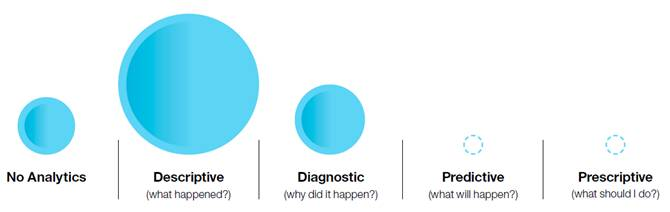 No Analytics
Descriptive
(what happened?)
Diagnostic
(why did it happen?)
Predictive
(what will happen?)
Prescriptive
(what should I do?)